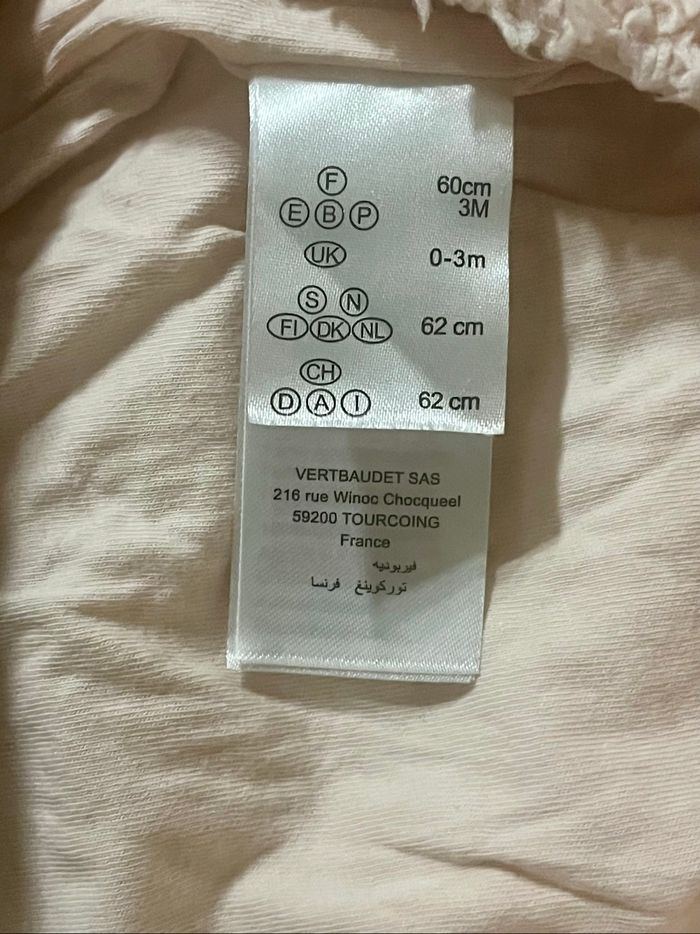 F 60cm
E B P 3M
UK 0-3m
S N
FI DK NL 62 cm
CH
D A I 62 cm
VERTBAUDET SAS
216 rue Winoc Chocqueel
59200 TOURCOING
France
فيربوديه
توركوينغ فرنسا